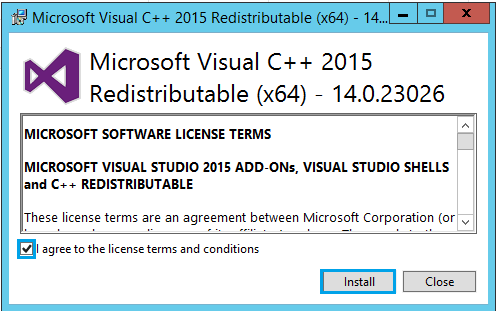 Microsoft Visual C++ 2015 Redistributable (x64) - 14....
Microsoft Visual C++ 2015
Redistributable (x64) - 14.0.23026
MICROSOFT SOFTWARE LICENSE TERMS
MICROSOFT VISUAL STUDIO 2015 ADD-ONs, VISUAL STUDIO SHELLS
and C++ REDISTRIBUTABLE
These license terms are an agreement between Microsoft Corporation (or
I agree to the license terms and conditions
Install
Close